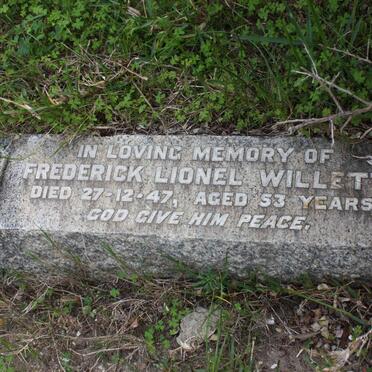 IN LOVING MEMORY OF
FREDERICK LIONEL WILLETT
DIED 27-12-47, AGED 53 YEARS
GOD GIVE HIM PEACE.